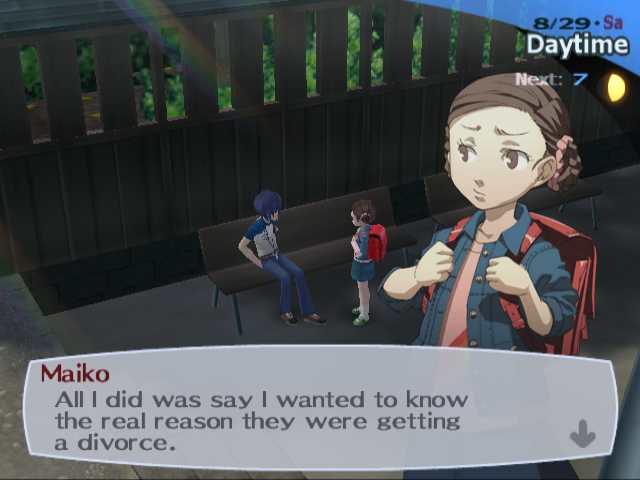 8/29・Sa
Daytime
Next: 7
Maiko
All I did was say I wanted to know
the real reason they were getting
a divorce.